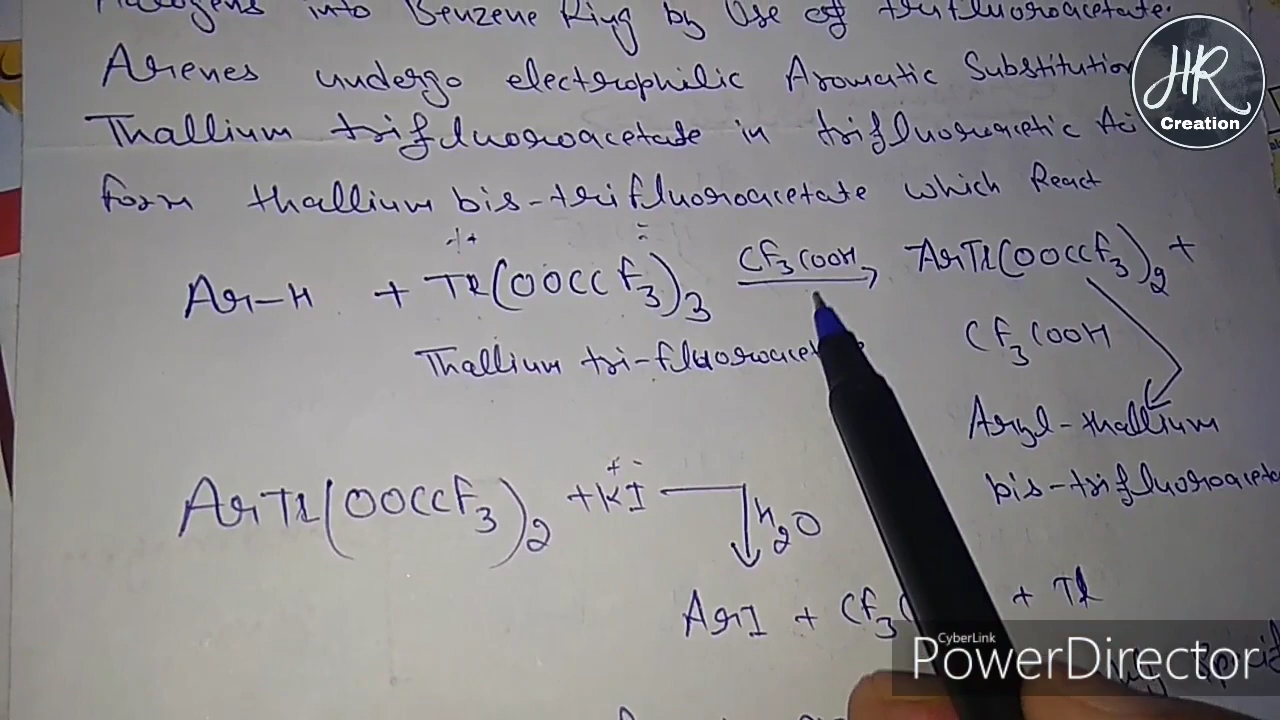 into Benzene Ring by Use of trifluoroacetate.
Arenes undergo electrophilic Aromatic Substitution
Thallium trifluoroacetate in trifluoroacetic
form thallium bis-trifluoroacetate which React
Ar-H + Tl(OOCCF3)3 CF3COOH → ArTl(OOCCF3)2 +
CF3COOH
Thallium tri-fluoroacet
Aryl-thallium
bis-trifluoroaceta
ArTl(OOCCF3)2 + KI
H2O
ArI + CF3 + Tl
HR
Creation
CyberLink
PowerDirector